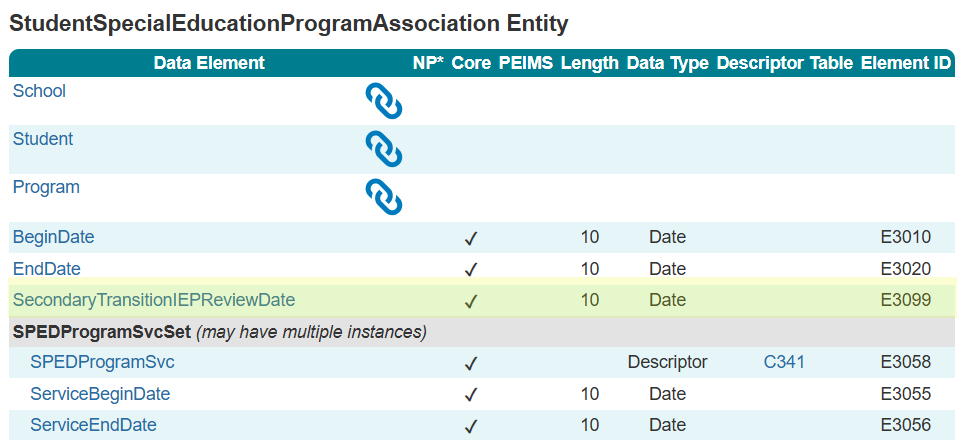 StudentSpecialEducationProgramAssociation Entity
Data Element NP* Core PEIMS Length Data Type Descriptor Table Element ID
School
Student
Program
BeginDate ✓ 10 Date E3010
EndDate ✓ 10 Date E3020
SecondaryTransitionIEPReviewDate ✓ 10 Date E3099
SPEDProgramSvcSet (may have multiple instances)
SPEDProgramSvc ✓ Descriptor C341 E3058
ServiceBeginDate ✓ 10 Date E3055
ServiceEndDate ✓ 10 Date E3056